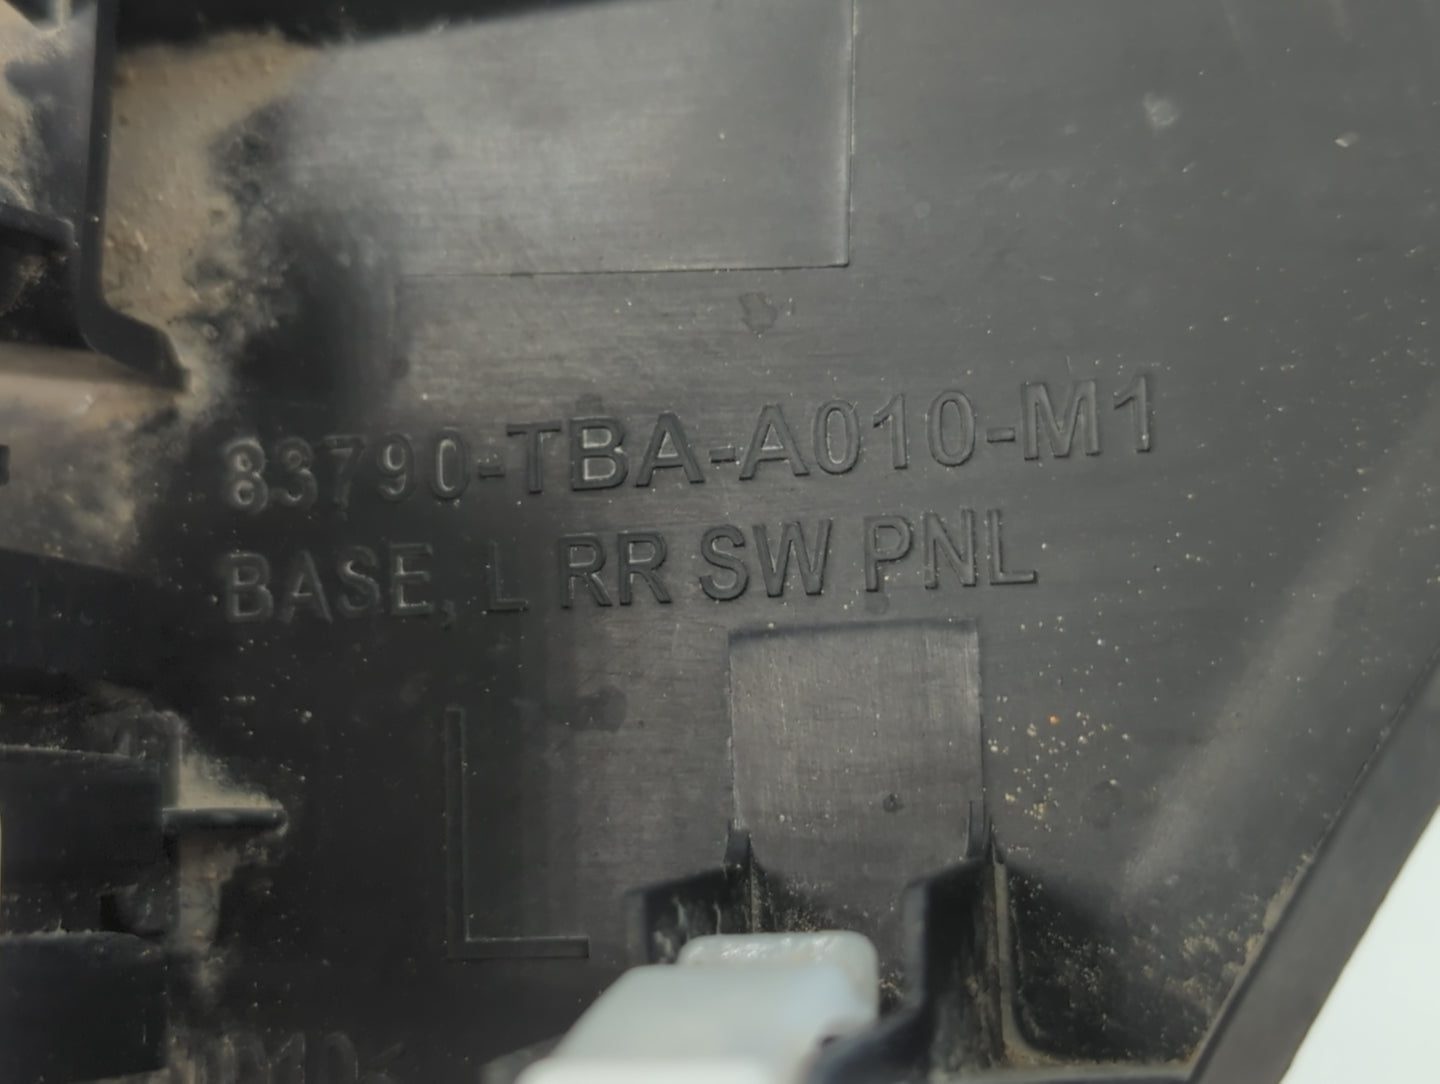 83790-TBA-A010-M1
BASE, L RR SW PNL
L